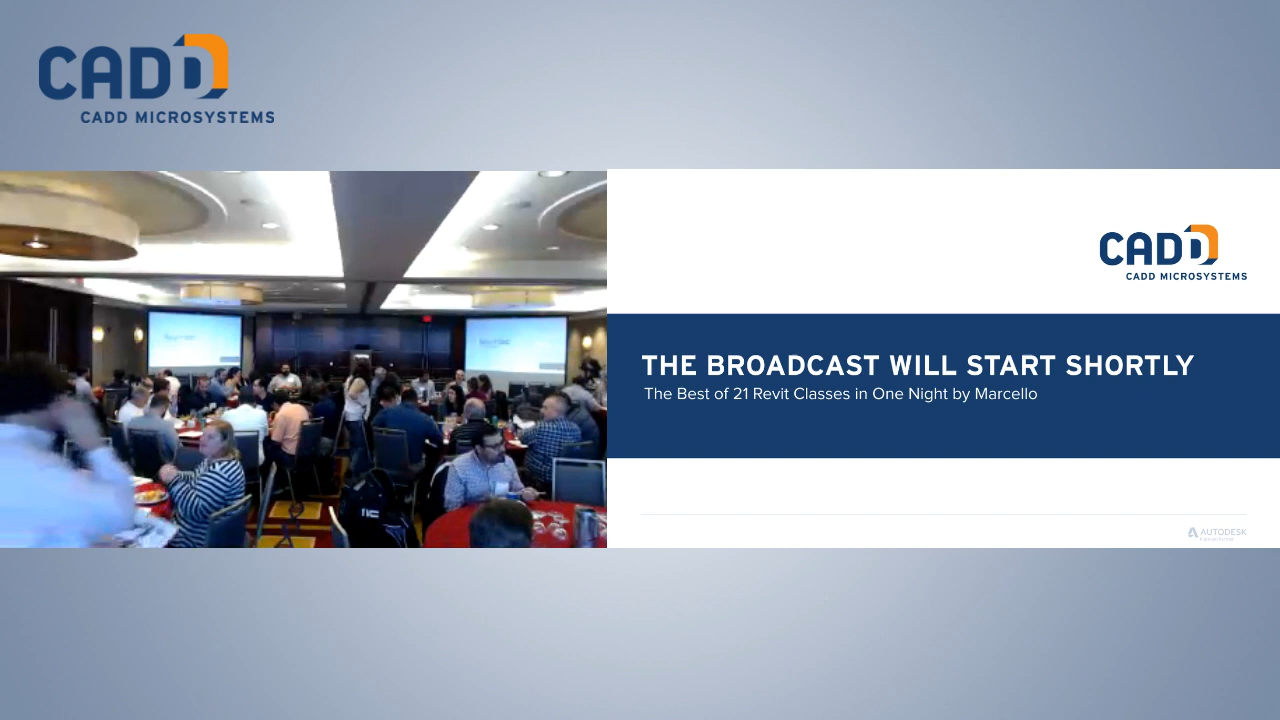 CADD
CADD MICROSYSTEMS
CADD
CADD MICROSYSTEMS
THE BROADCAST WILL START SHORTLY
The Best of 21 Revit Classes in One Night by Marcello
AUTODESK